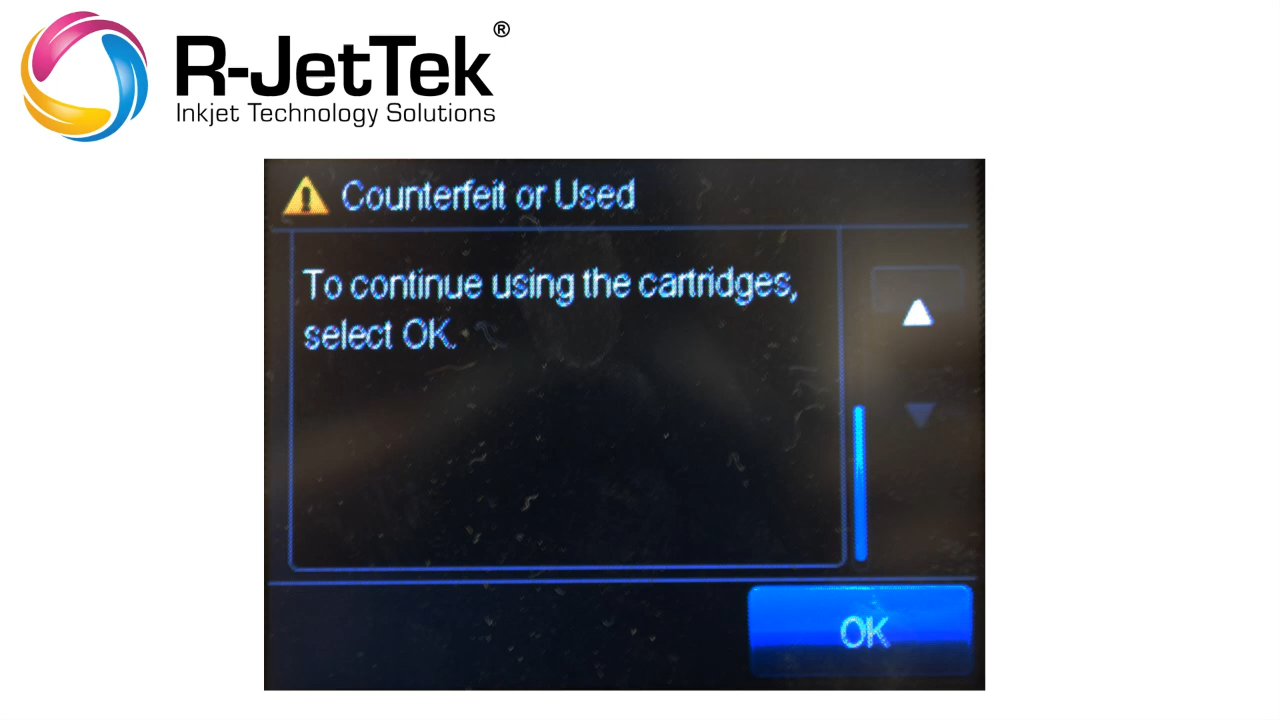 R-JetTek®
Inkjet Technology Solutions
Counterfeit or Used
To continue using the cartridges,
select OK.
OK